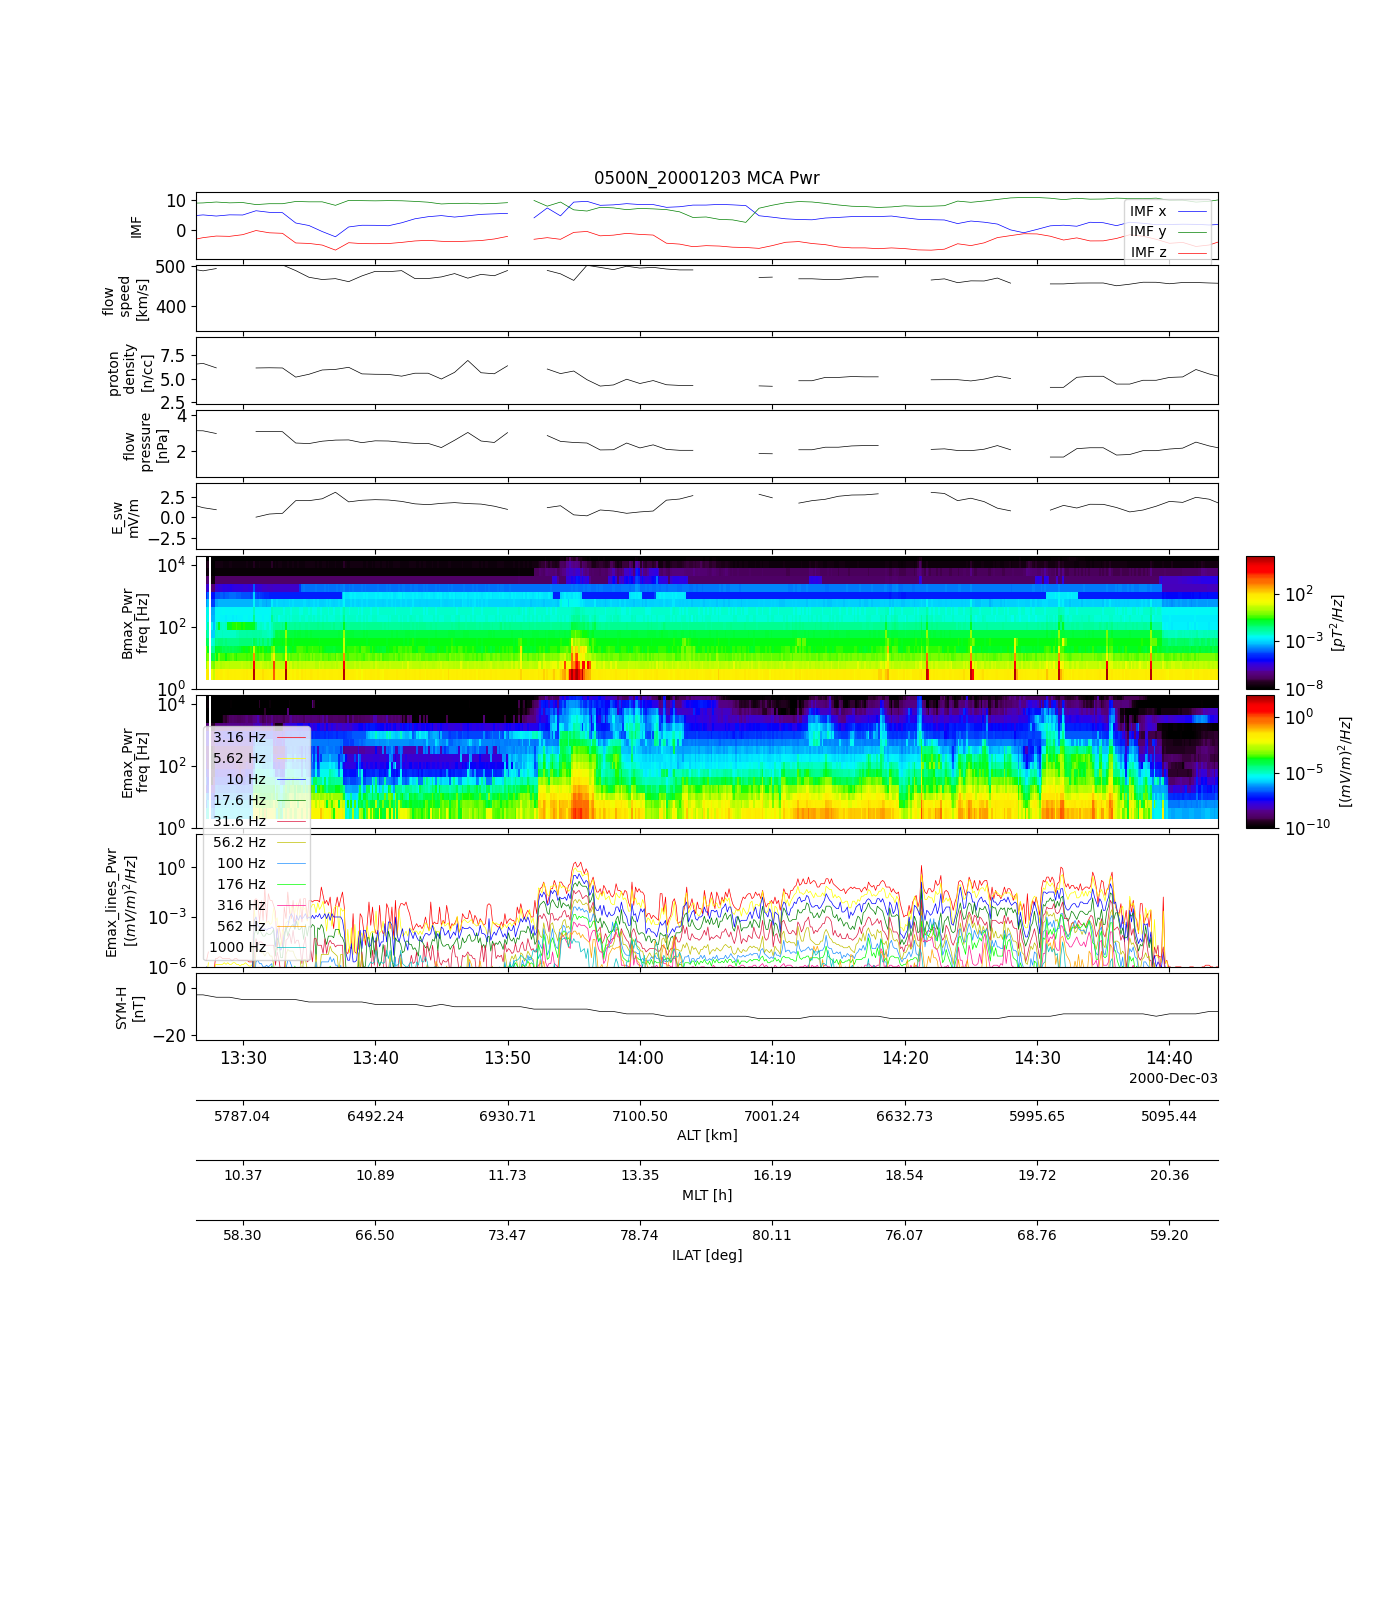 0500N_20001203 MCA Pwr
10
0
IMF
IMF x
IMF y
IMF z
500
400
flow
speed
[km/s]
7.5
5.0
2.5
proton
density
[n/cc]
4
2
flow
pressure
[nPa]
2.5
0.0
−2.5
E_sw
mV/m
10^4
10^2
10^0
Bmax_Pwr
freq [Hz]
10^2
10^−3
10^−8
[pT^2/Hz]
10^4
10^2
10^0
Emax_Pwr
freq [Hz]
10^0
10^−5
10^−10
[(mV/m)^2/Hz]
3.16 Hz
5.62 Hz
10 Hz
17.6 Hz
31.6 Hz
56.2 Hz
100 Hz
176 Hz
316 Hz
562 Hz
1000 Hz
10^0
10^−3
10^−6
Emax_lines_Pwr
[(mV/m)^2/Hz]
0
−20
SYM-H
[nT]
13:30 13:40 13:50 14:00 14:10 14:20 14:30 14:40
2000-Dec-03
5787.04 6492.24 6930.71 7100.50 7001.24 6632.73 5995.65 5095.44
ALT [km]
10.37 10.89 11.73 13.35 16.19 18.54 19.72 20.36
MLT [h]
58.30 66.50 73.47 78.74 80.11 76.07 68.76 59.20
ILAT [deg]